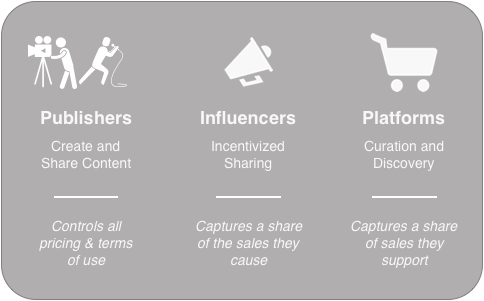 Publishers
Create and
Share Content
Controls all
pricing & terms
of use
Influencers
Incentivized
Sharing
Captures a share
of the sales they
cause
Platforms
Curation and
Discovery
Captures a share
of sales they
support